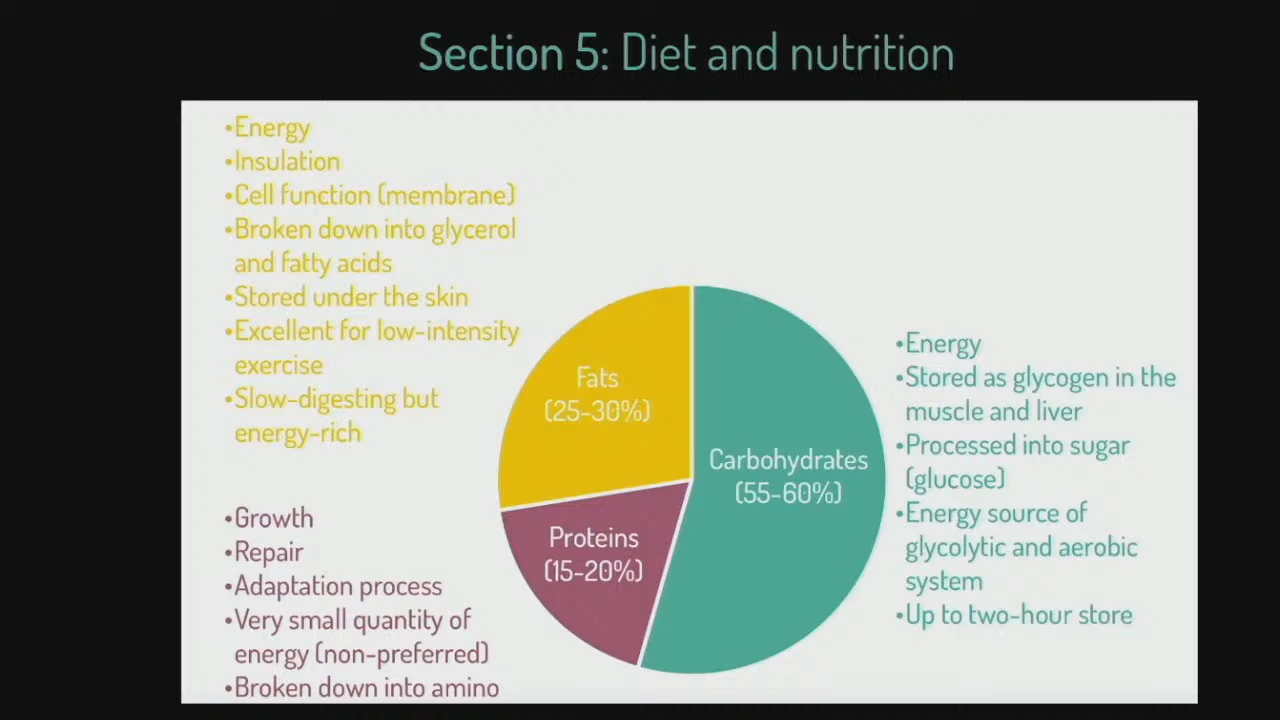 Section 5: Diet and nutrition
•Energy
•Insulation
•Cell function (membrane)
•Broken down into glycerol
and fatty acids
•Stored under the skin
•Excellent for low-intensity
exercise
•Slow-digesting but
energy-rich
•Growth
•Repair
•Adaptation process
•Very small quantity of
energy (non-preferred)
•Broken down into amino
Fats
(25-30%)
Proteins
(15-20%)
Carbohydrates
(55-60%)
•Energy
•Stored as glycogen in the
muscle and liver
•Processed into sugar
(glucose)
•Energy source of
glycolytic and aerobic
system
•Up to two-hour store